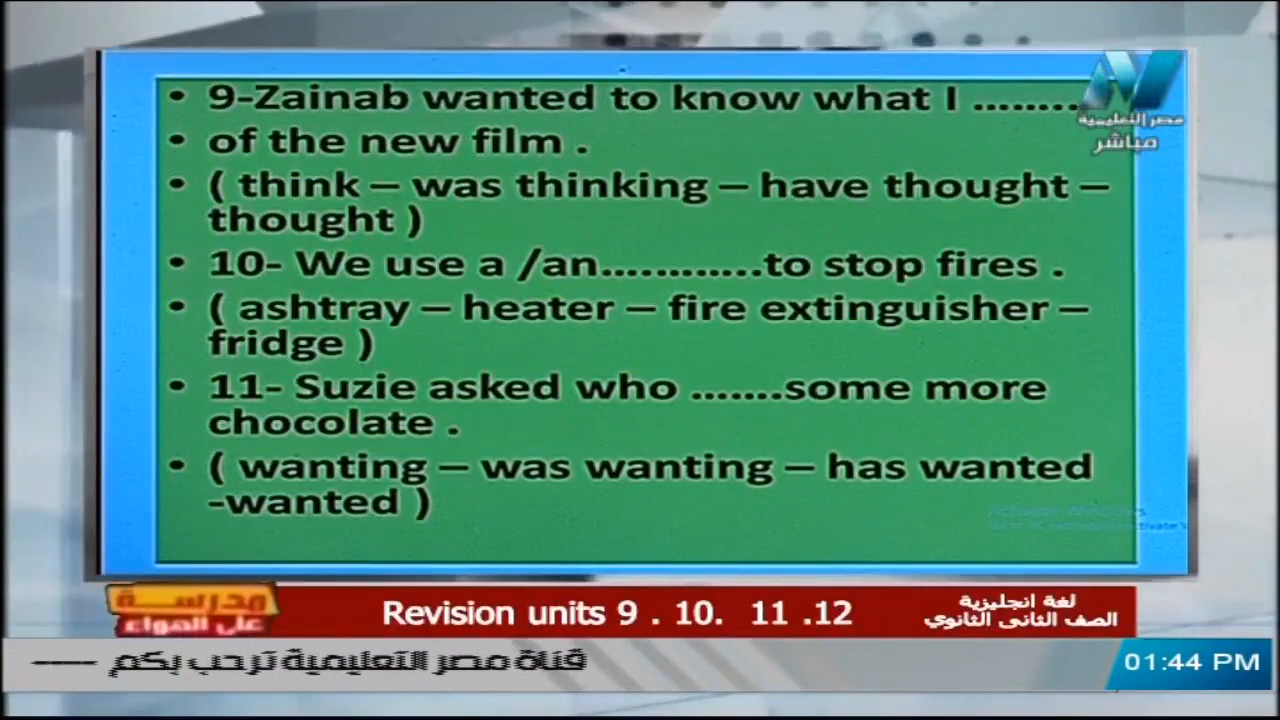 • 9-Zainab wanted to know what I .........
مصر التعليمية
مباشر
• of the new film .
• ( think – was thinking – have thought –
thought )
• 10- We use a /an.............to stop fires .
• ( ashtray – heater – fire extinguisher –
fridge )
• 11- Suzie asked who .......some more
chocolate .
• ( wanting – was wanting – has wanted
-wanted )
Activate Windows
مدرسة
على الهواء
Revision units 9 . 10. 11 .12
لغة انجليزية
الصف الثانى الثانوي
قناة مصر التعليمية ترحب بكم -----
01:44 PM